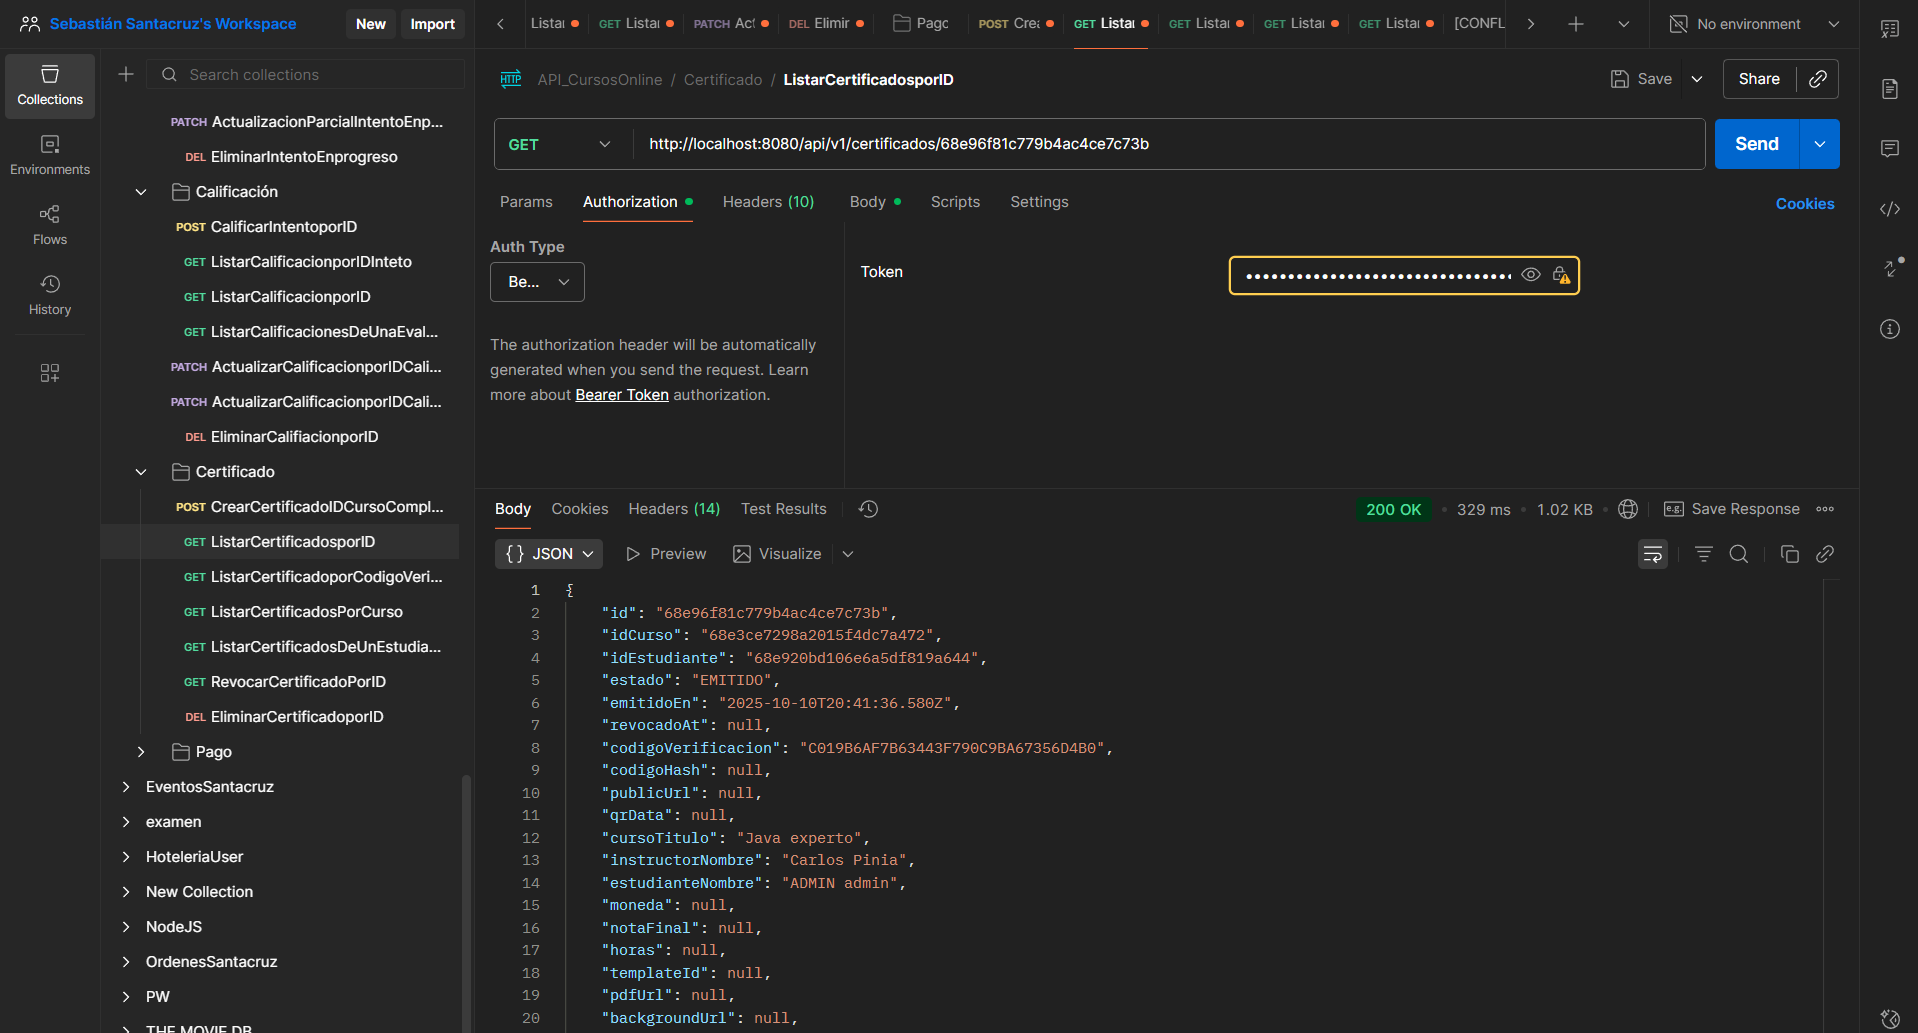 Sebastián Santacruz's Workspace
New
Import
Listar
GET Listar
PATCH Act
DEL Elimir
Pago
POST Crea
GET Listar
GET Listar
GET Listar
GET Listar
[CONFL
No environment
Collections
Environments
Flows
History
Search collections
PATCH ActualizacionParcialIntentoEnp...
DEL EliminarIntentoEnprogreso
Calificación
POST CalificarIntentoporID
GET ListarCalificacionporIDInteto
GET ListarCalificacionporID
GET ListarCalificacionesDeUnaEval...
PATCH ActualizarCalificacionporIDCali...
PATCH ActualizarCalificacionporIDCali...
DEL EliminarCalifiacionporID
Certificado
POST CrearCertificadoIDCursoCompl...
GET ListarCertificadosporID
GET ListarCertificadoporCodigoVeri...
GET ListarCertificadosPorCurso
GET ListarCertificadosDeUnEstudia...
GET RevocarCertificadoPorID
DEL EliminarCertificadoporID
Pago
EventosSantacruz
examen
HoteleriaUser
New Collection
NodeJS
OrdenesSantacruz
PW
THE MOVIE DB
HTTP API_CursosOnline / Certificado / ListarCertificadosporID
Save
Share
GET http://localhost:8080/api/v1/certificados/68e96f81c779b4ac4ce7c73b
Send
Params Authorization Headers (10) Body Scripts Settings
Cookies
Auth Type
Be...
The authorization header will be automatically
generated when you send the request. Learn
more about Bearer Token authorization.
Token
Body Cookies Headers (14) Test Results
200 OK 329 ms 1.02 KB e.g. Save Response
{} JSON Preview Visualize
1 {
2 "id": "68e96f81c779b4ac4ce7c73b",
3 "idCurso": "68e3ce7298a2015f4dc7a472",
4 "idEstudiante": "68e920bd106e6a5df819a644",
5 "estado": "EMITIDO",
6 "emitidoEn": "2025-10-10T20:41:36.580Z",
7 "revocadoAt": null,
8 "codigoVerificacion": "C019B6AF7B63443F790C9BA67356D4B0",
9 "codigoHash": null,
10 "publicUrl": null,
11 "qrData": null,
12 "cursoTitulo": "Java experto",
13 "instructorNombre": "Carlos Pinia",
14 "estudianteNombre": "ADMIN admin",
15 "moneda": null,
16 "notaFinal": null,
17 "horas": null,
18 "templateId": null,
19 "pdfUrl": null,
20 "backgroundUrl": null,